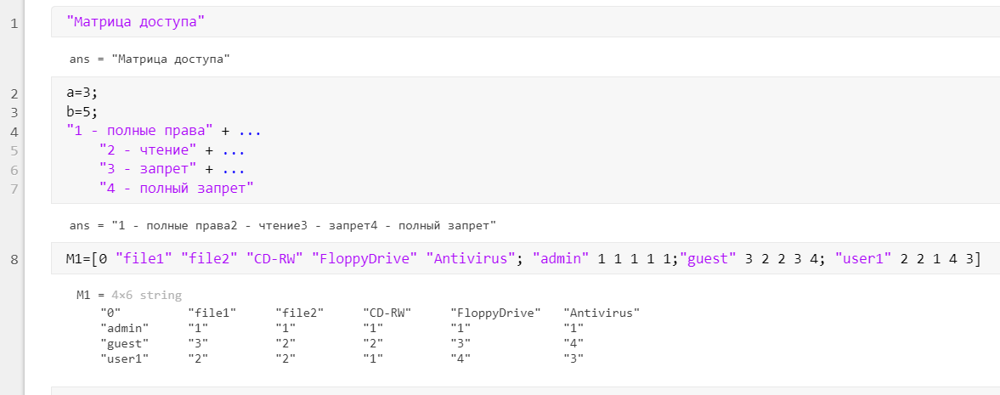 1 "Матрица доступа"
ans = "Матрица доступа"
2 a=3;
3 b=5;
4 "1 - полные права" + ...
5 "2 - чтение" + ...
6 "3 - запрет" + ...
7 "4 - полный запрет"
ans = "1 - полные права2 - чтение3 - запрет4 - полный запрет"
8 M1=[0 "file1" "file2" "CD-RW" "FloppyDrive" "Antivirus"; "admin" 1 1 1 1 1;"guest" 3 2 2 3 4; "user1" 2 2 1 4 3]
M1 = 4×6 string
"0" "file1" "file2" "CD-RW" "FloppyDrive" "Antivirus"
"admin" "1" "1" "1" "1" "1"
"guest" "3" "2" "2" "3" "4"
"user1" "2" "2" "1" "4" "3"